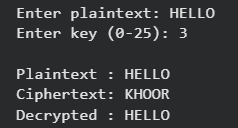 Enter plaintext: HELLO
Enter key (0-25): 3
Plaintext : HELLO
Ciphertext: KHOOR
Decrypted : HELLO